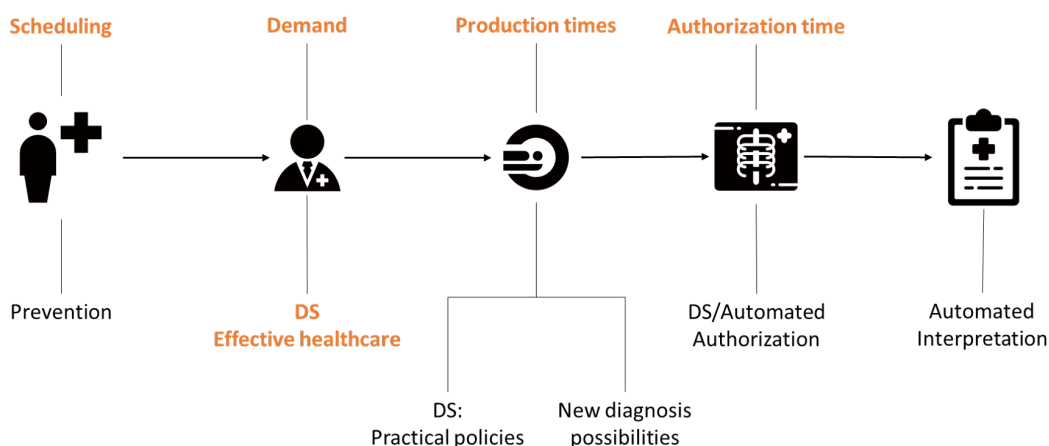 Scheduling
Demand
Production times
Authorization time
Prevention
DS
Effective healthcare
DS/Automated
Authorization
Automated
Interpretation
DS:
Practical policies
New diagnosis
possibilities